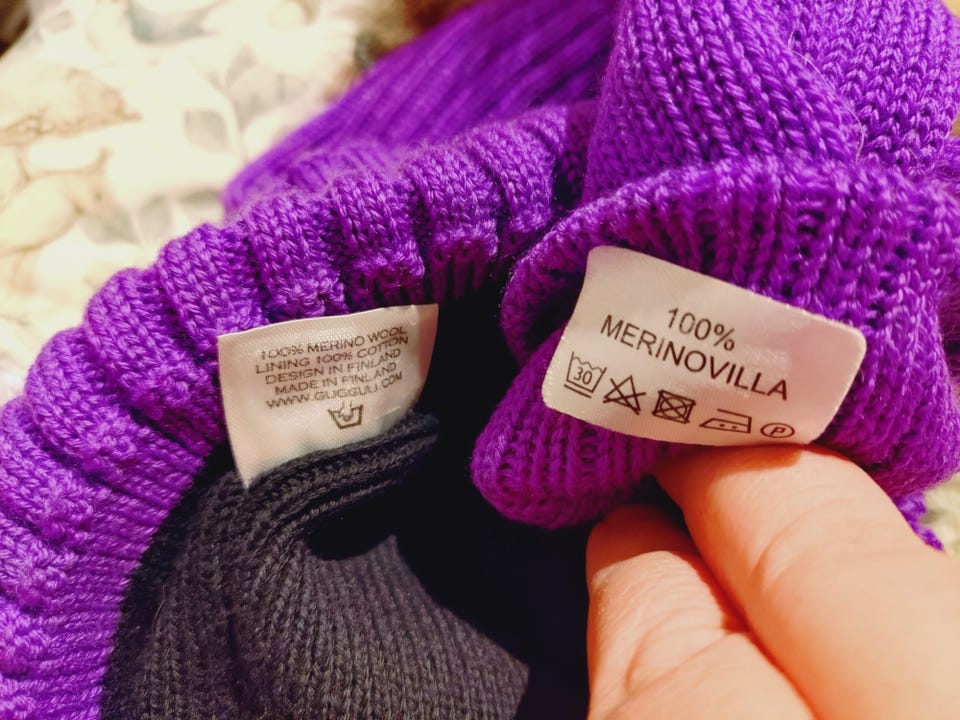 100% MERINO WOOL
LINING 100% COTTON
DESIGN IN FINLAND
MADE IN FINLAND
WWW.GUGGUU.COM
100%
MERINOVILLA
30
P